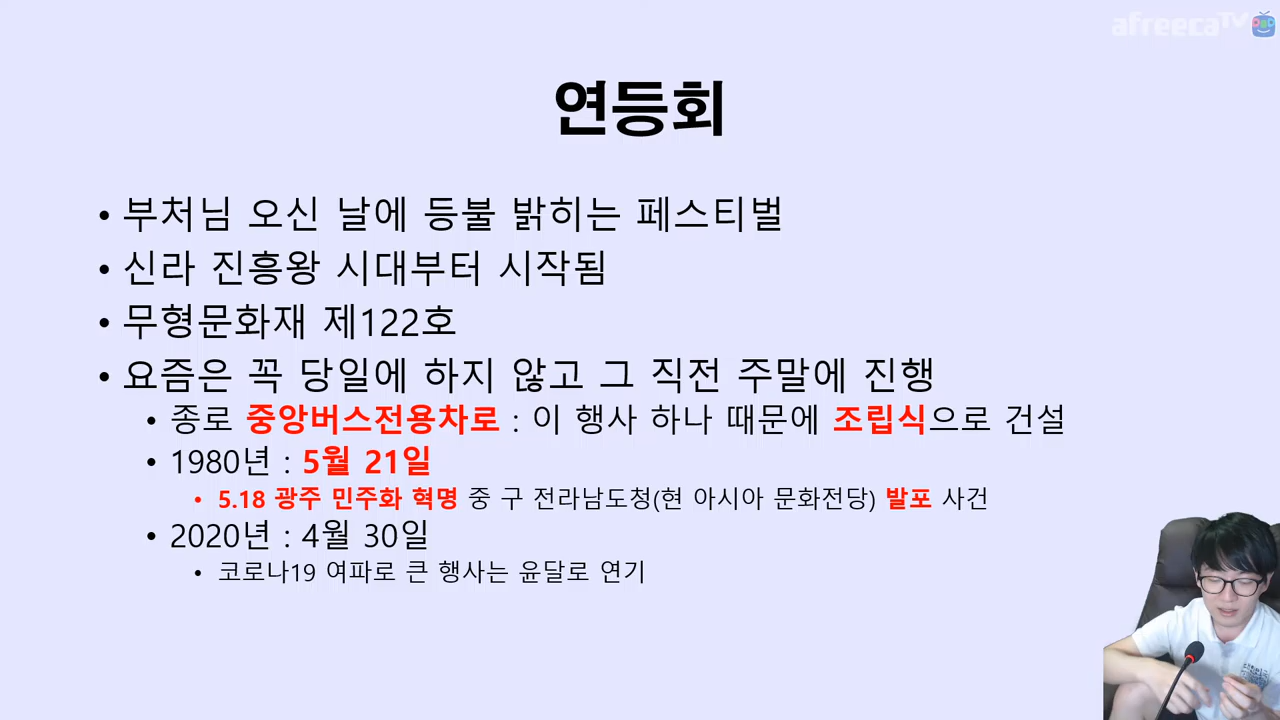 afreecaTV
연등회
• 부처님 오신 날에 등불 밝히는 페스티벌
• 신라 진흥왕 시대부터 시작됨
• 무형문화재 제122호
• 요즘은 꼭 당일에 하지 않고 그 직전 주말에 진행
• 종로 중앙버스전용차로 : 이 행사 하나 때문에 조립식으로 건설
• 1980년 : 5월 21일
• 5.18 광주 민주화 혁명 중 구 전라남도청(현 아시아 문화전당) 발포 사건
• 2020년 : 4월 30일
• 코로나19 여파로 큰 행사는 윤달로 연기